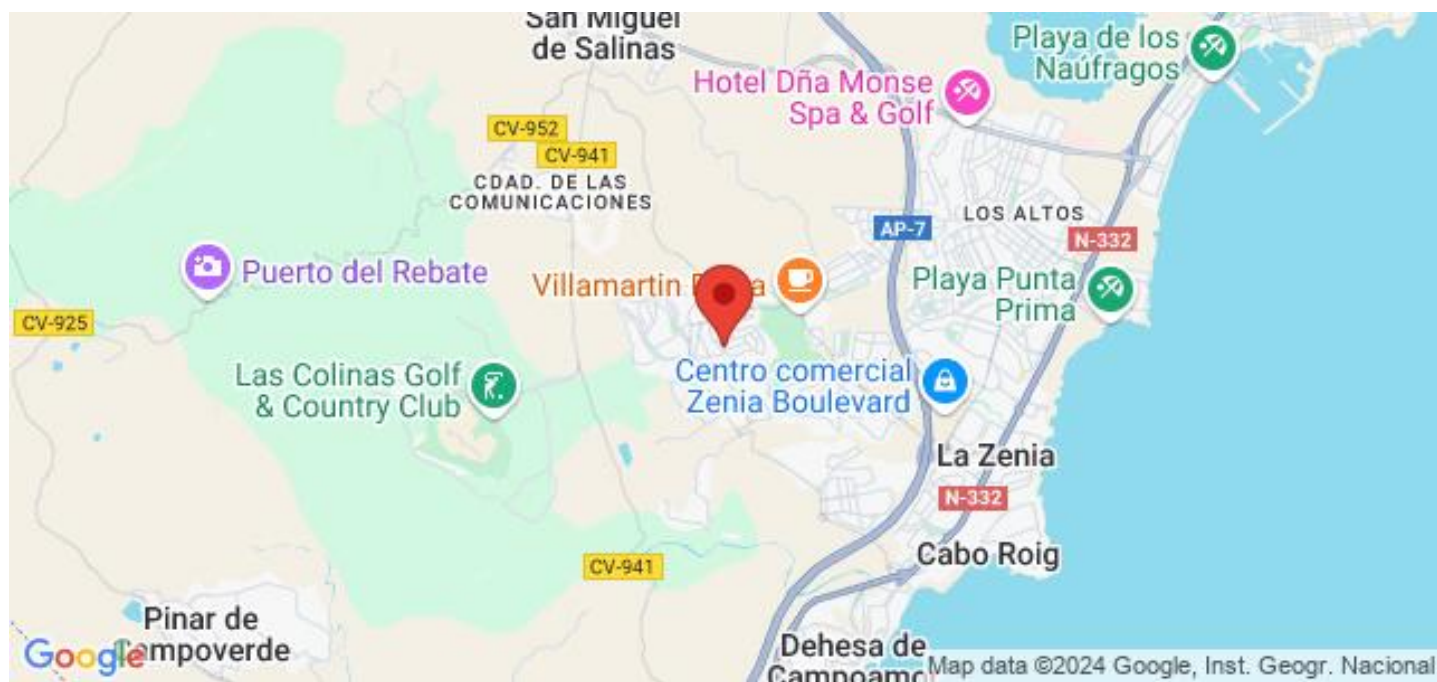 San Miguel
de Salinas
Playa de los
Naúfragos
Hotel Dña Monse
Spa & Golf
CV-952
CV-941
CDAD. DE LAS
COMUNICACIONES
LOS ALTOS
AP-7
N-332
Puerto del Rebate
Villamartin
Playa Punta
Prima
CV-925
Las Colinas Golf
& Country Club
Centro comercial
Zenia Boulevard
La Zenia
N-332
Cabo Roig
CV-941
Pinar de
Campoverde
Google
Dehesa de
Campoamor
Map data ©2024 Google, Inst. Geogr. Nacional